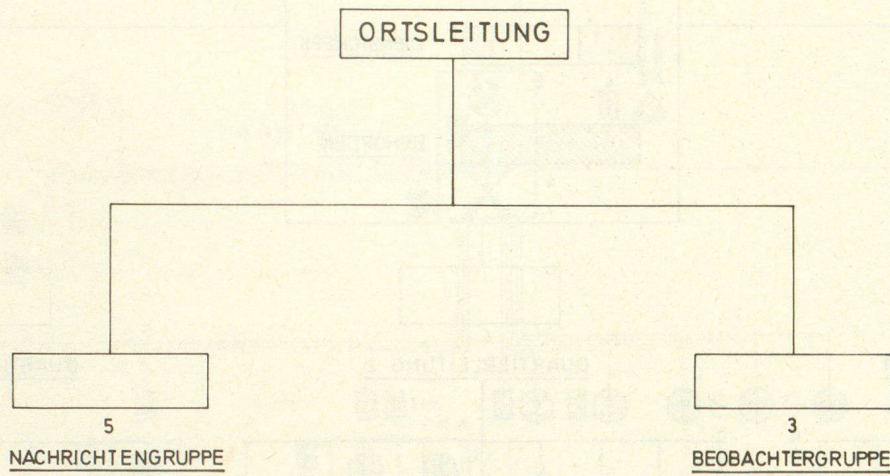 ORTSLEITUNG
5
NACHRICHTENGRUPPE
3
BEOBACHTERGRUPPE